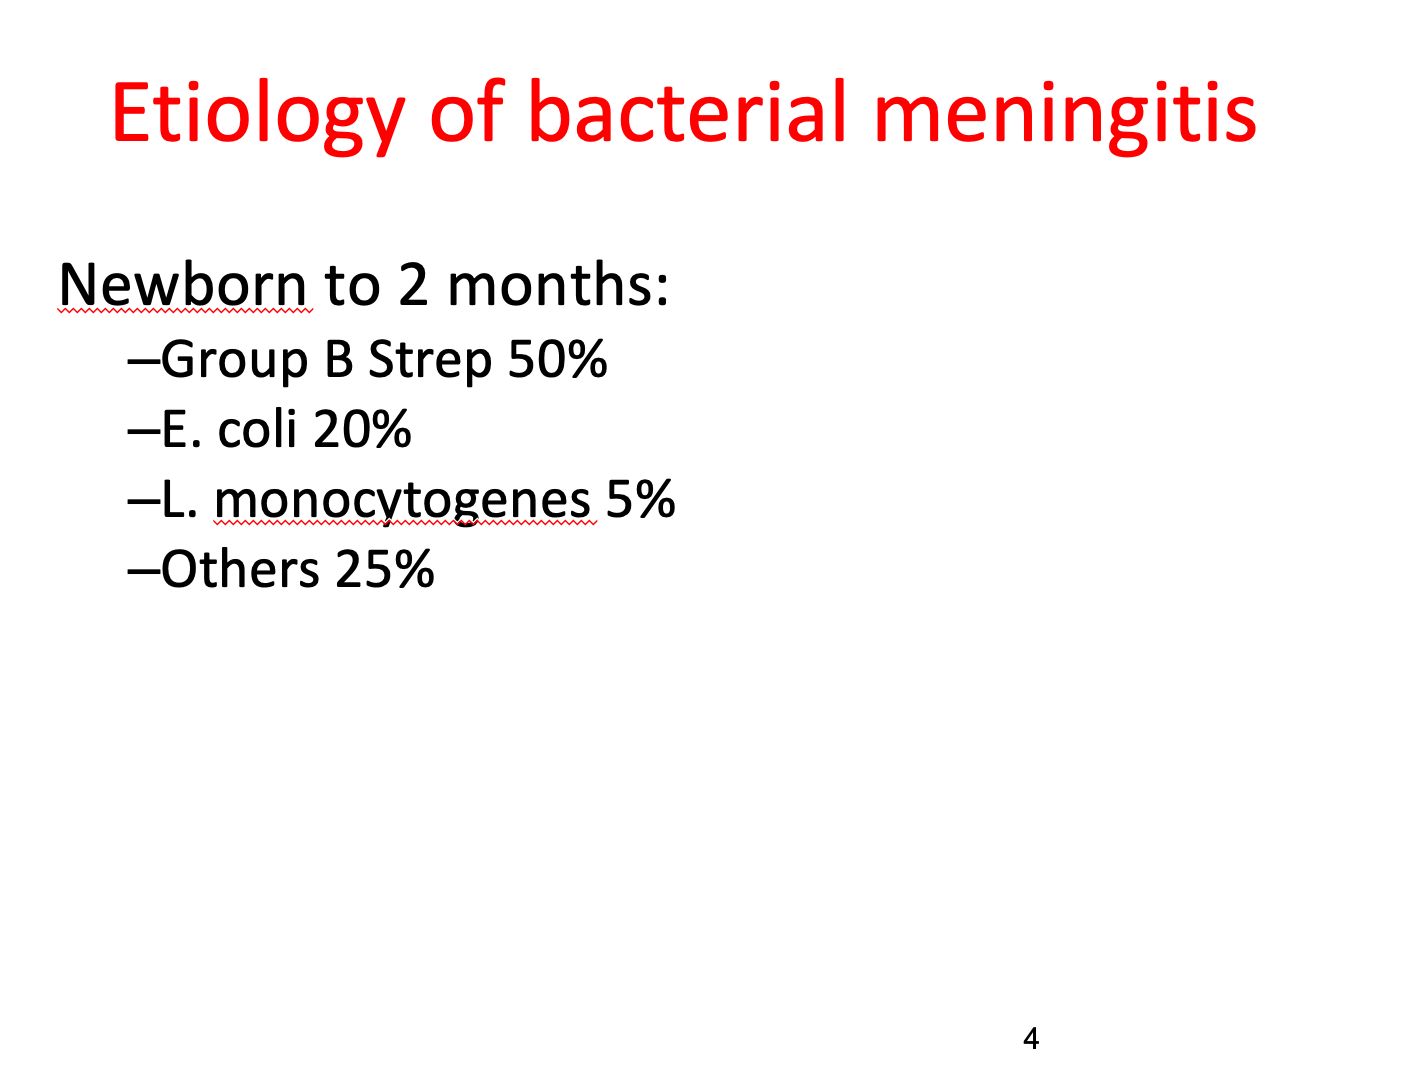 Etiology of bacterial meningitis
Newborn to 2 months:
–Group B Strep 50%
–E. coli 20%
–L. monocytogenes 5%
–Others 25%
4